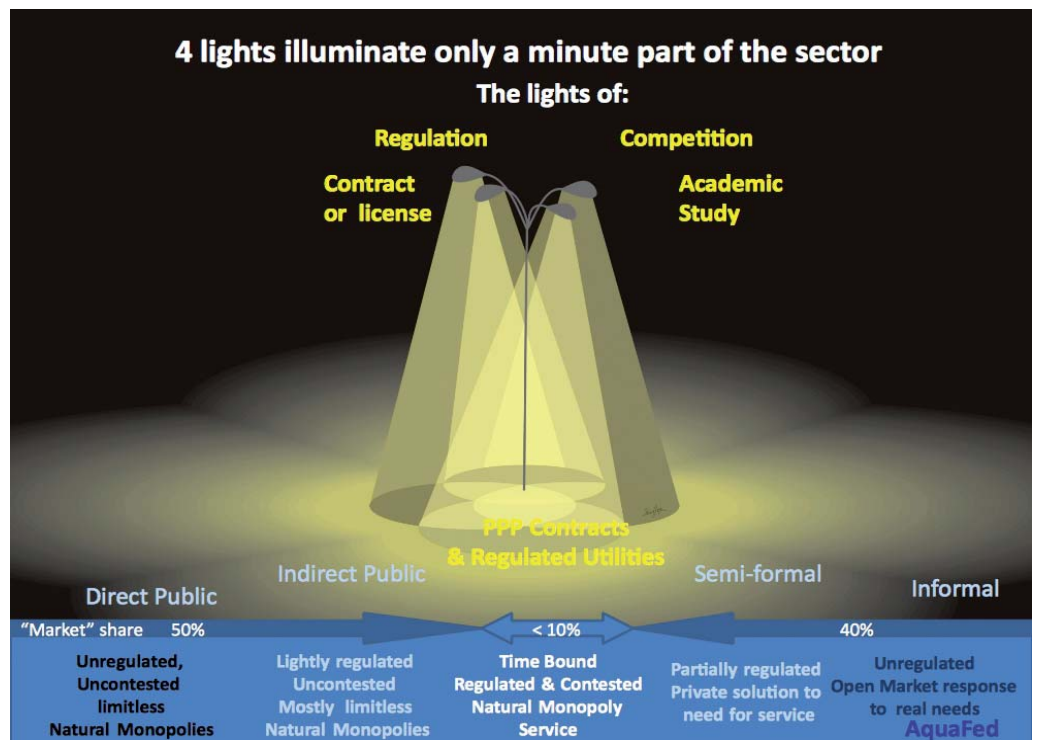 4 lights illuminate only a minute part of the sector
The lights of:
Regulation
Competition
Contract
or license
Academic
Study
PPP Contracts
& Regulated Utilities
Indirect Public
Semi-formal
Direct Public
Informal
"Market" share 50%
< 10%
40%
Unregulated,
Uncontested
limitless
Natural Monopolies
Lightly regulated
Uncontested
Mostly limitless
Natural Monopolies
Time Bound
Regulated & Contested
Natural Monopoly
Service
Partially regulated
Private solution to
need for service
Unregulated
Open Market response
to real needs
AquaFed